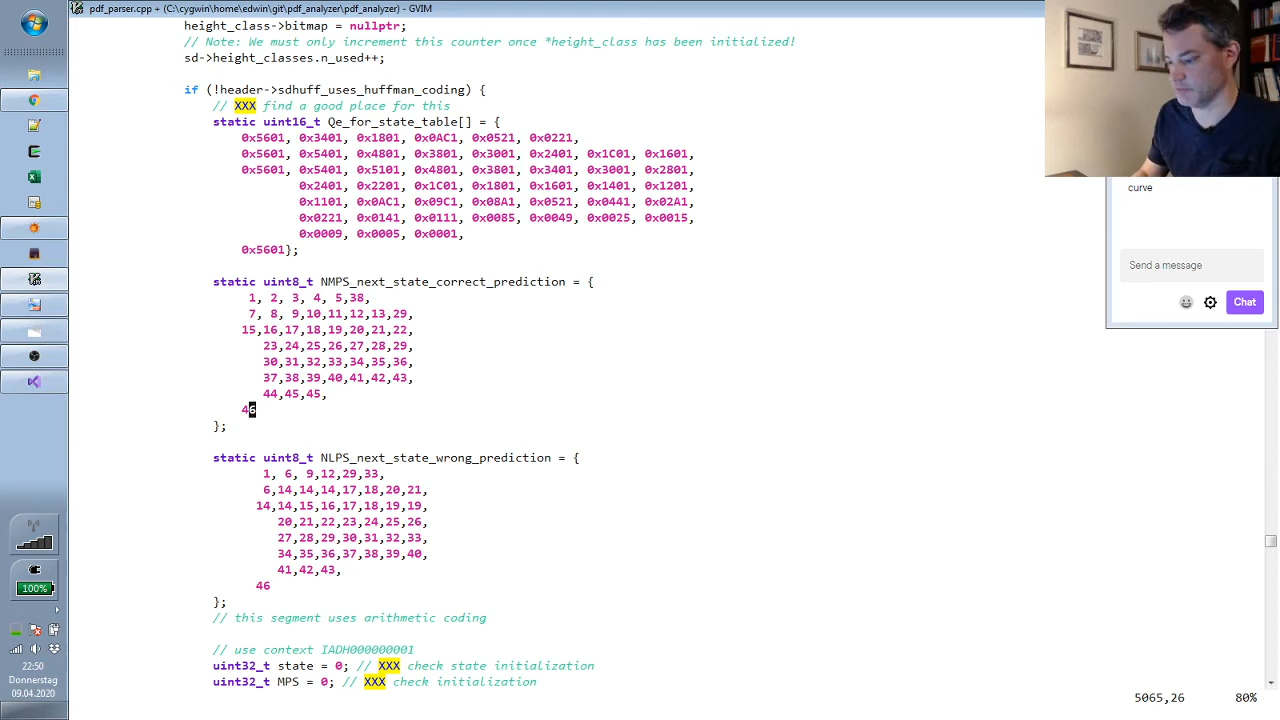 pdf_parser.cpp + (C:\cygwin\home\edwin\git\pdf_analyzer\pdf_analyzer) - GVIM
height_class->bitmap = nullptr;
// Note: We must only increment this counter once *height_class has been initialized!
sd->height_classes.n_used++;
if (!header->sdhuff_uses_huffman_coding) {
// XXX find a good place for this
static uint16_t Qe_for_state_table[] = {
0x5601, 0x3401, 0x1801, 0x0AC1, 0x0521, 0x0221,
0x5601, 0x5401, 0x4801, 0x3801, 0x3001, 0x2401, 0x1C01, 0x1601,
0x5601, 0x5401, 0x5101, 0x4801, 0x3801, 0x3401, 0x3001, 0x2801,
0x2401, 0x2201, 0x1C01, 0x1801, 0x1601, 0x1401, 0x1201,
0x1101, 0x0AC1, 0x09C1, 0x08A1, 0x0521, 0x0441, 0x02A1,
0x0221, 0x0141, 0x0111, 0x0085, 0x0049, 0x0025, 0x0015,
0x0009, 0x0005, 0x0001,
0x5601};
static uint8_t NMPS_next_state_correct_prediction = {
1, 2, 3, 4, 5,38,
7, 8, 9,10,11,12,13,29,
15,16,17,18,19,20,21,22,
23,24,25,26,27,28,29,
30,31,32,33,34,35,36,
37,38,39,40,41,42,43,
44,45,45,
46
};
static uint8_t NLPS_next_state_wrong_prediction = {
1, 6, 9,12,29,33,
6,14,14,14,17,18,20,21,
14,14,15,16,17,18,19,19,
20,21,22,23,24,25,26,
27,28,29,30,31,32,33,
34,35,36,37,38,39,40,
41,42,43,
46
};
// this segment uses arithmetic coding
// use context IADH000000001
uint32_t state = 0; // XXX check state initialization
uint32_t MPS = 0; // XXX check initialization
5065,26 80%
curve
Send a message
Chat
100%
22:50
Donnerstag
09.04.2020